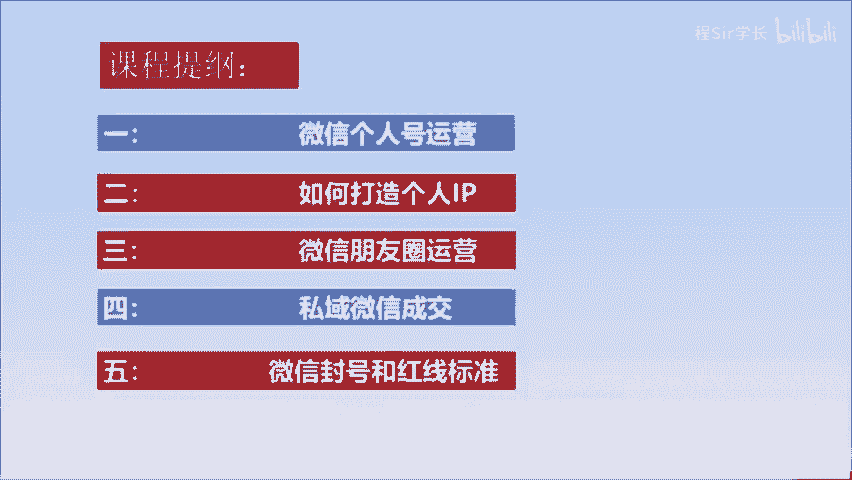 程Sir学长 bilibili
课程提纲：
一： 微信个人号运营
二： 如何打造个人IP
三： 微信朋友圈运营
四： 私域微信成交
五： 微信封号和红线标准